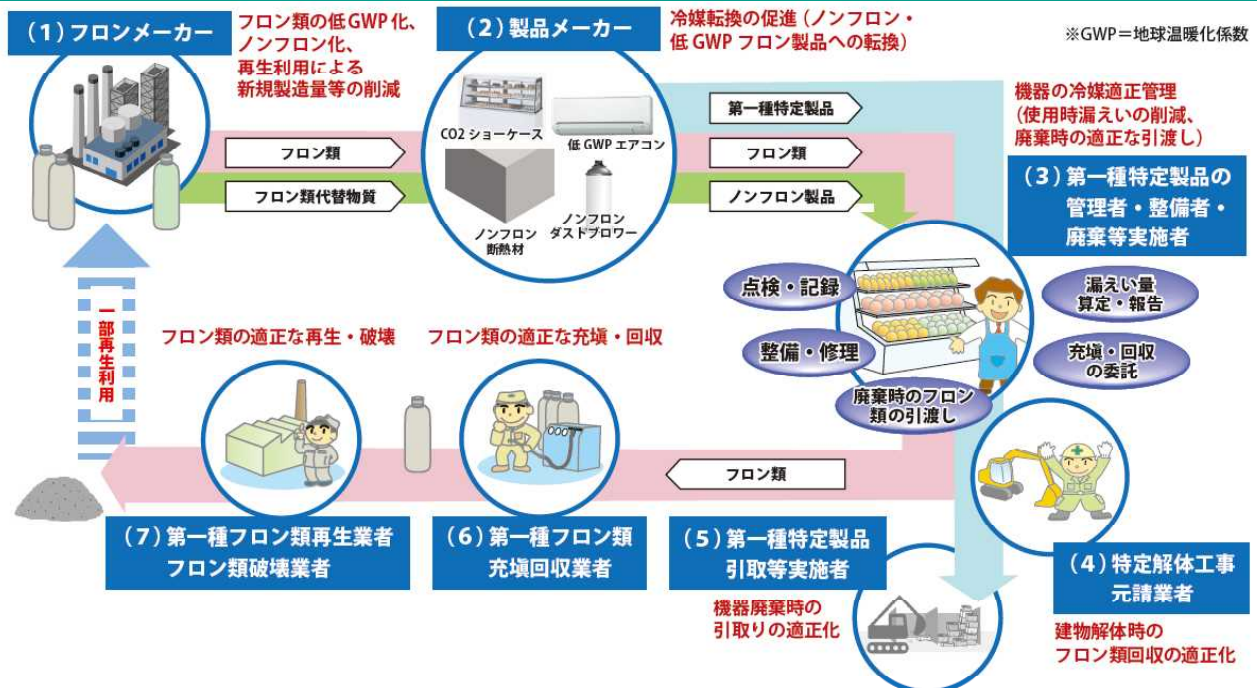 (1)フロンメーカー
フロン類の低GWP化、
ノンフロン化、
再生利用による
新規製造量等の削減
(2)製品メーカー
冷媒転換の促進(ノンフロン・
低GWPフロン製品への転換)
※GWP=地球温暖化係数
CO2ショーケース
低GWPエアコン
ノンフロン
断熱材
ノンフロン
ダストブロワー
フロン類
フロン類代替物質
第一種特定製品
フロン類
ノンフロン製品
機器の冷媒適正管理
(使用時漏えいの削減、
廃棄時の適正な引渡し)
(3)第一種特定製品の
管理者・整備者・
廃棄等実施者
点検・記録
整備・修理
廃棄時のフロン
類の引渡し
漏えい量
算定・報告
充塡・回収
の委託
一部再生利用
フロン類の適正な再生・破壊
フロン類の適正な充塡・回収
フロン類
(7)第一種フロン類再生業者
フロン類破壊業者
(6)第一種フロン類
充塡回収業者
(5)第一種特定製品
引取等実施者
機器廃棄時の
引取りの適正化
(4)特定解体工事
元請業者
建物解体時の
フロン類回収の適正化